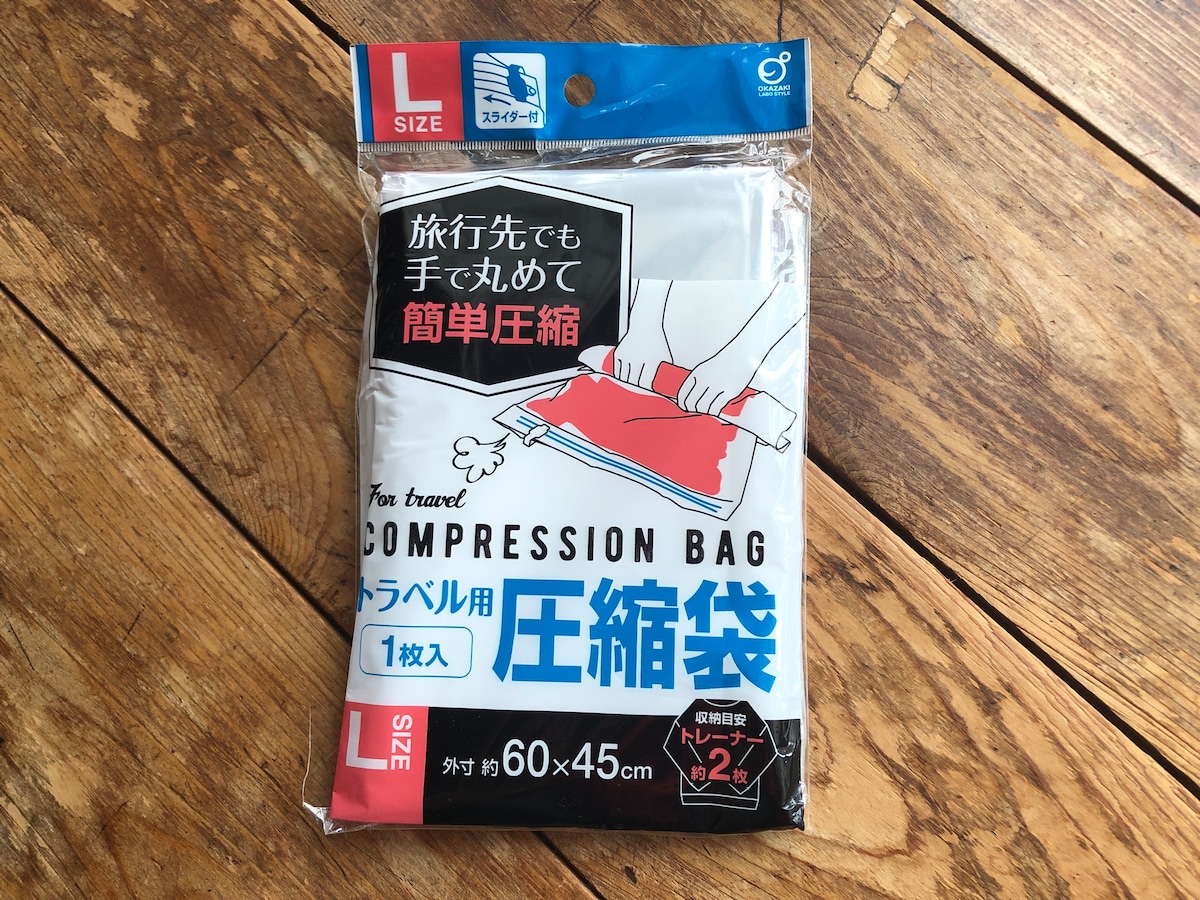 L
SIZE
スライダー付
OKAZAKI
LABO STYLE
旅行先でも
手で丸めて
簡単圧縮
For travel
COMPRESSION BAG
トラベル用
圧縮袋
1枚入
L
SIZE
外寸 約60×45cm
収納目安
トレーナー
約2枚